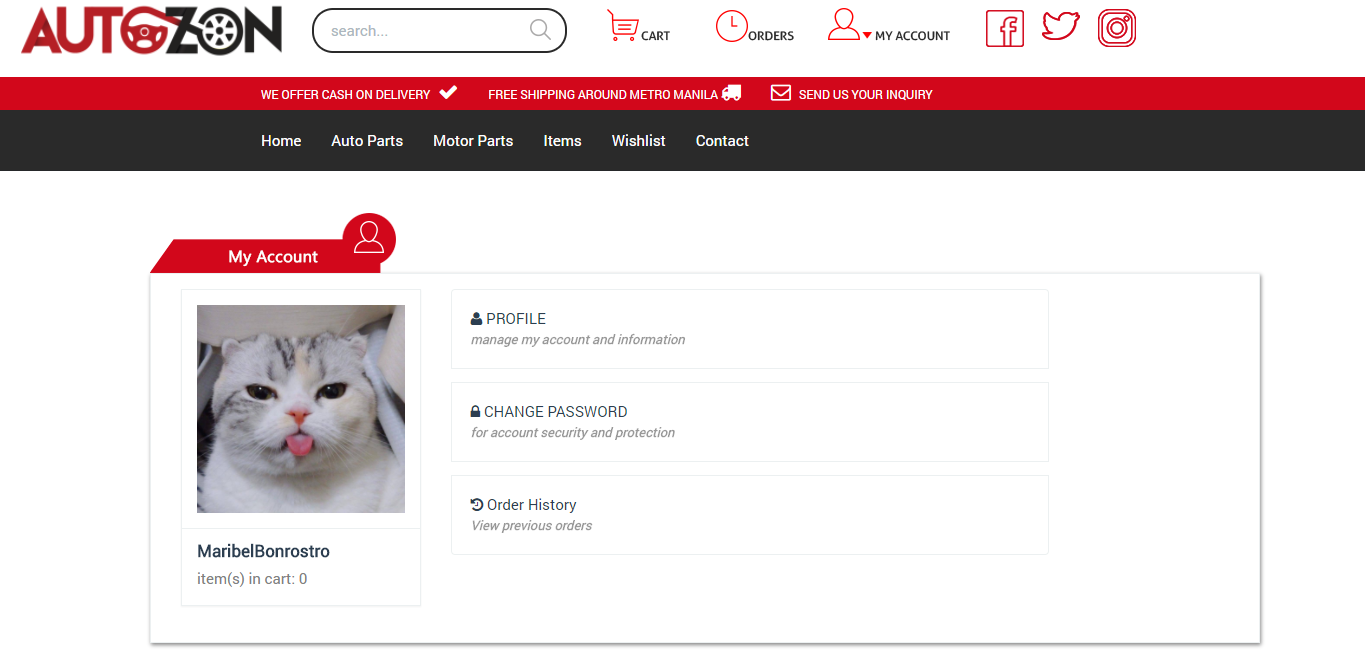 AUTOZON
search...
CART
ORDERS
MY ACCOUNT
WE OFFER CASH ON DELIVERY
FREE SHIPPING AROUND METRO MANILA
SEND US YOUR INQUIRY
Home
Auto Parts
Motor Parts
Items
Wishlist
Contact
My Account
PROFILE
manage my account and information
CHANGE PASSWORD
for account security and protection
Order History
View previous orders
MaribelBonrostro
item(s) in cart: 0